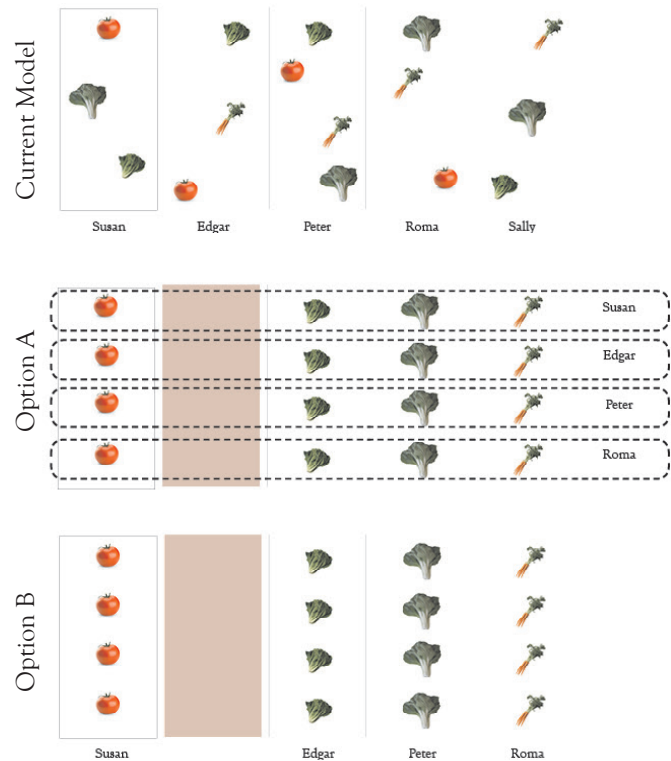 Current Model
Susan
Edgar
Peter
Roma
Sally
Option A
Susan
Edgar
Peter
Roma
Option B
Susan
Edgar
Peter
Roma